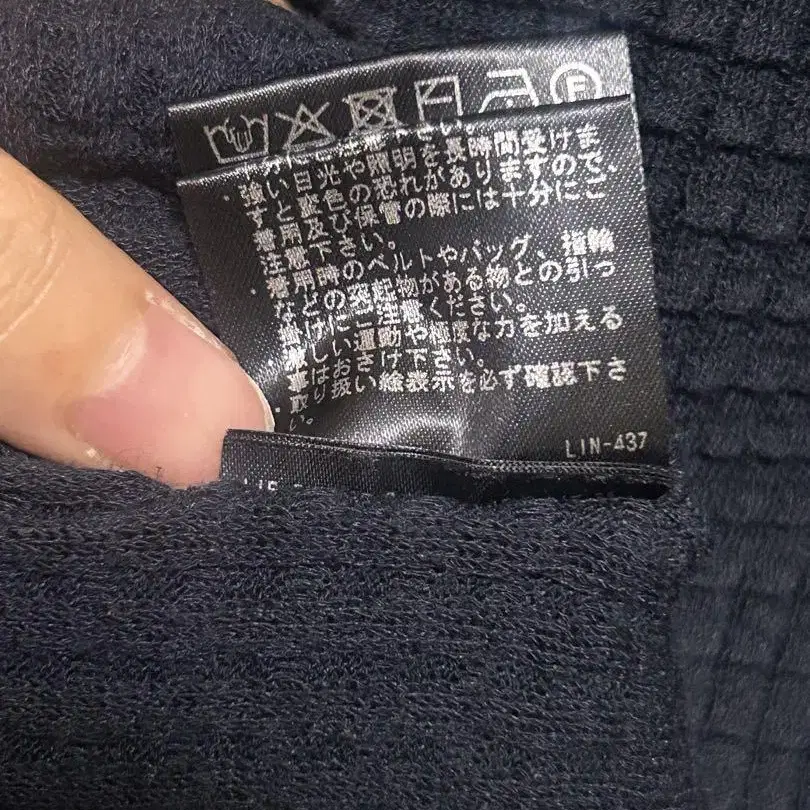 F
強い日光や照明を長時間受けま
すと変色の恐れがありますので、
着用及び保管の際には十分にご
注意下さい。
・着用時のベルトやバッグ、指輪
などの突起物がある物との引っ
掛けにご注意ください。
・激しい運動や極度な力を加える
事はおさけ下さい。
・取り扱い絵表示を必ず確認下さ
い。
LIN-437